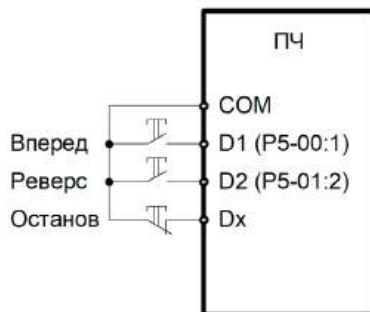 ПЧ
COM
Вперед D1 (P5-00:1)
Реверс D2 (P5-01:2)
Останов Dx